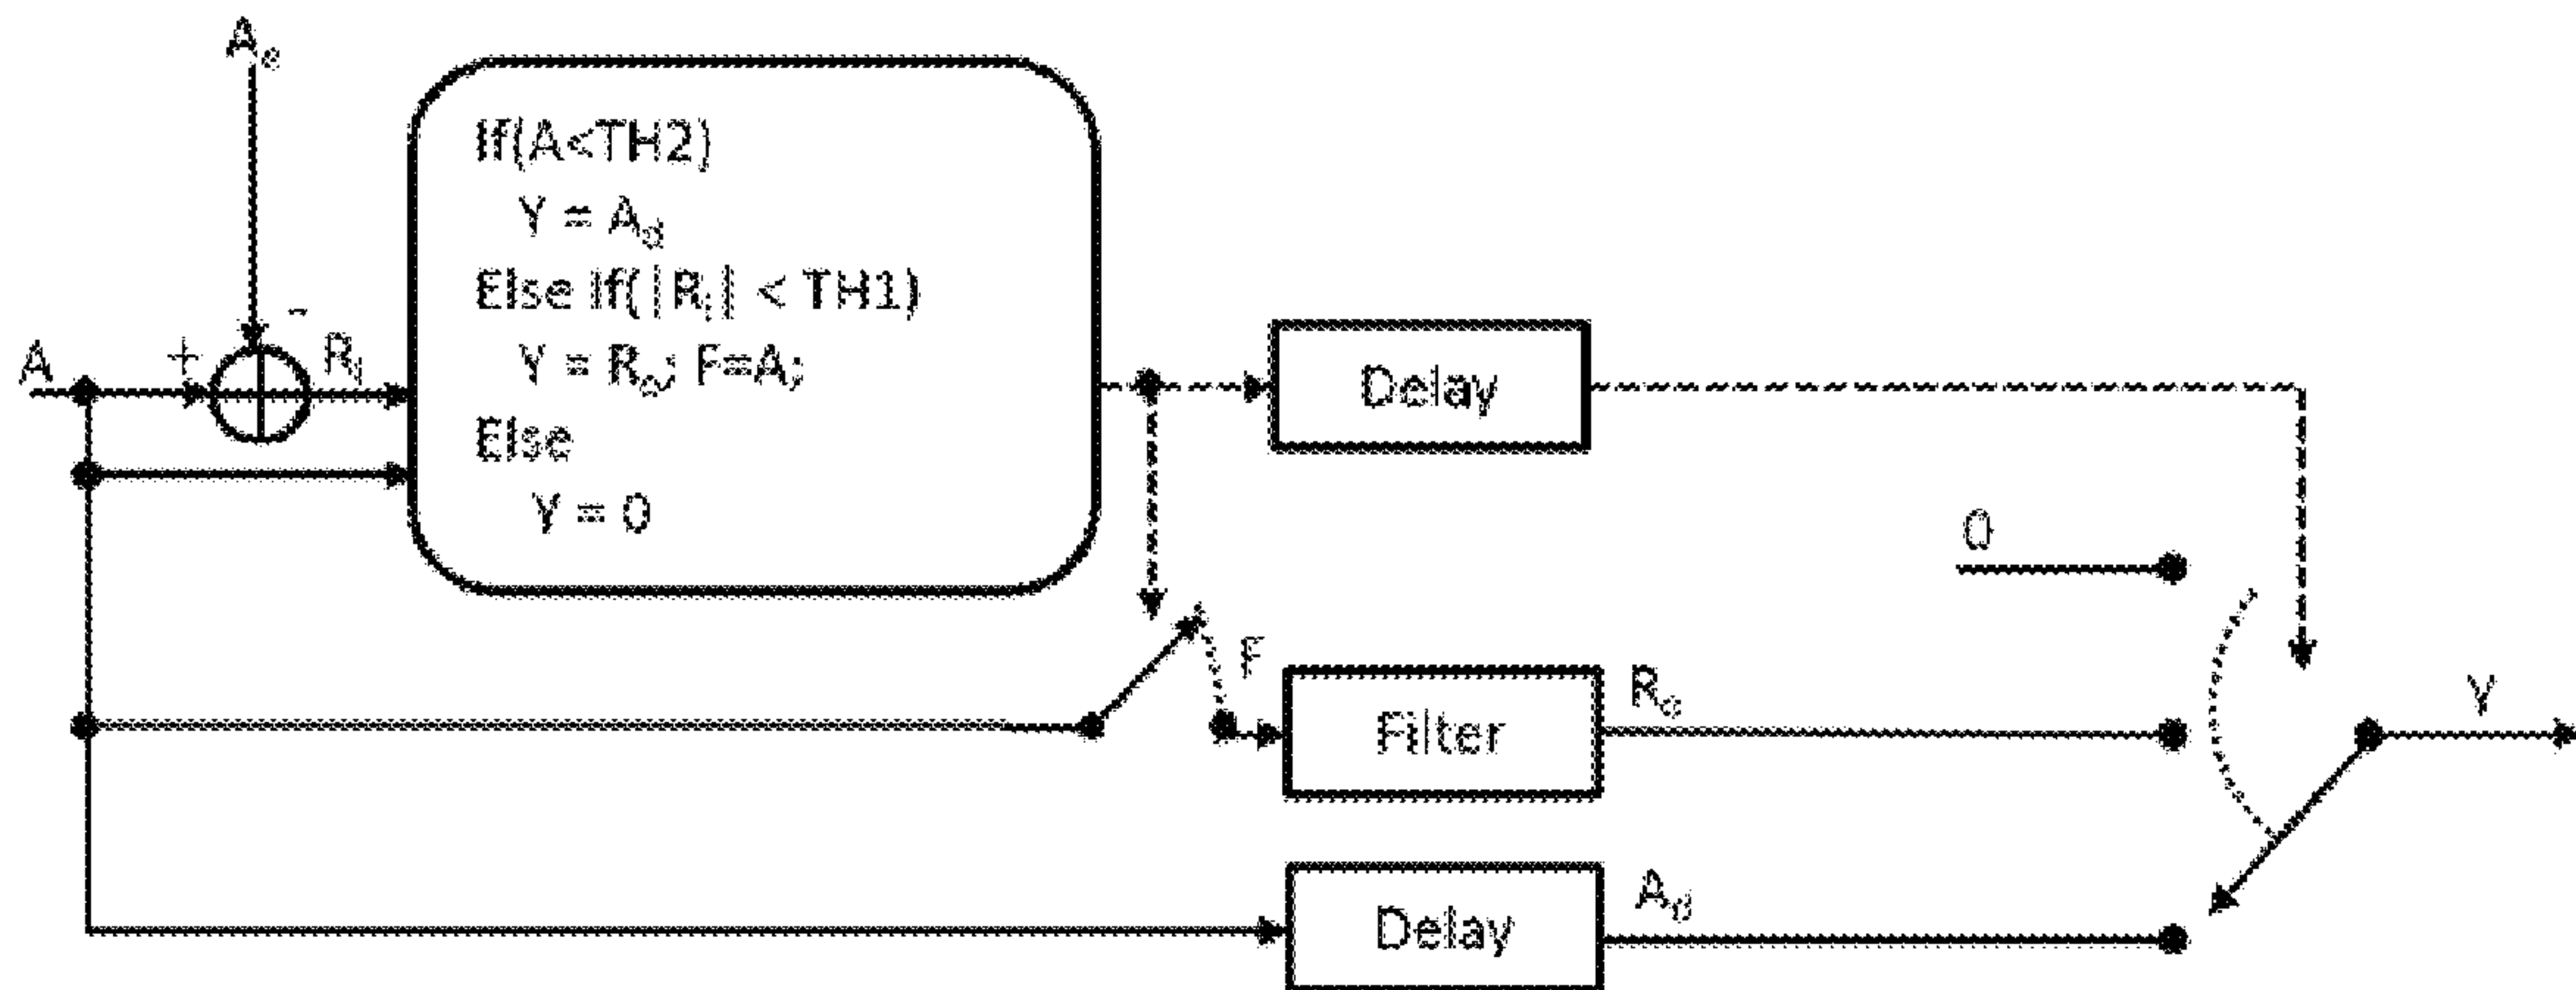 Ae
If(A<TH2)
Y = Ad
Else If(|Ri| < TH1)
Y = Ro; F=A;
Else
Y = 0
A
+
-
Ri
Delay
0
F
Filter
Ro
Y
Delay
Ad